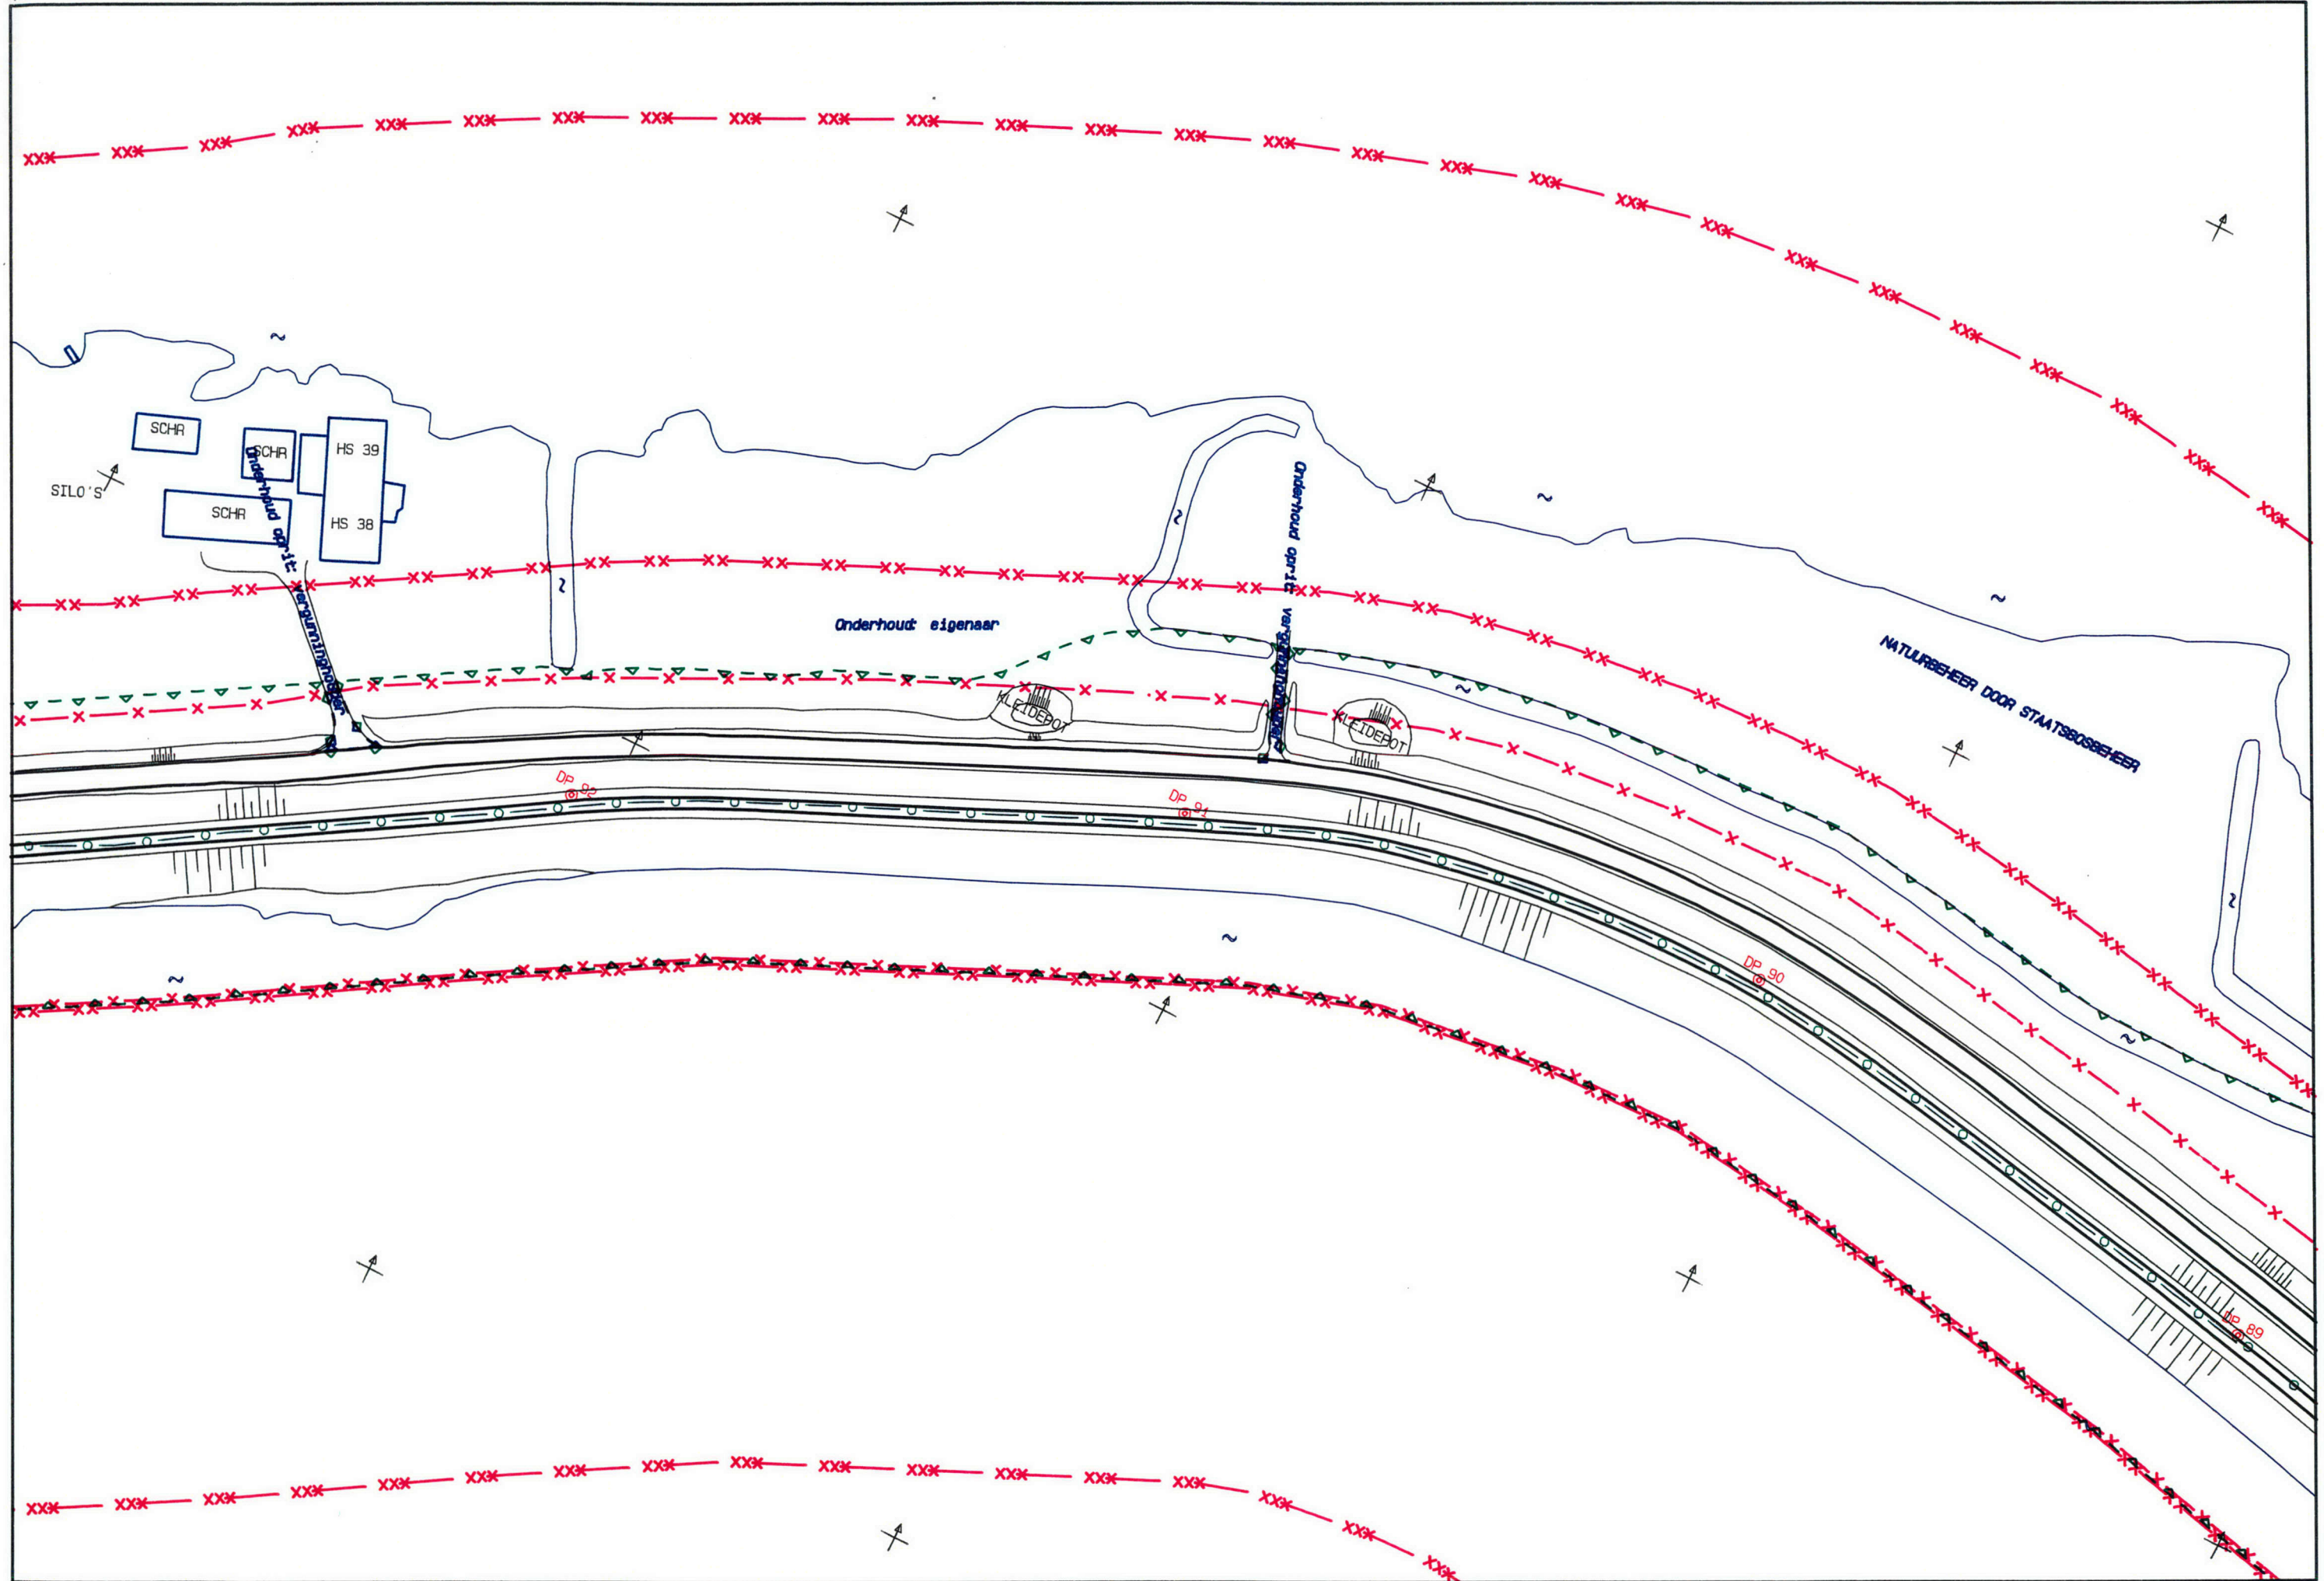 SCHR
SCHR
HS 39
SILO'S
SCHR
HS 38
Onderhoud oprit: vergunninghouder
Onderhoud oprit: vergunninghouder
Onderhoud: eigenaar
NATUURBEHEER DOOR STAATSBOSBEHEER
KLEIDEPOT
KLEIDEPOT
DP 92
DP 91
DP 90
DP 89